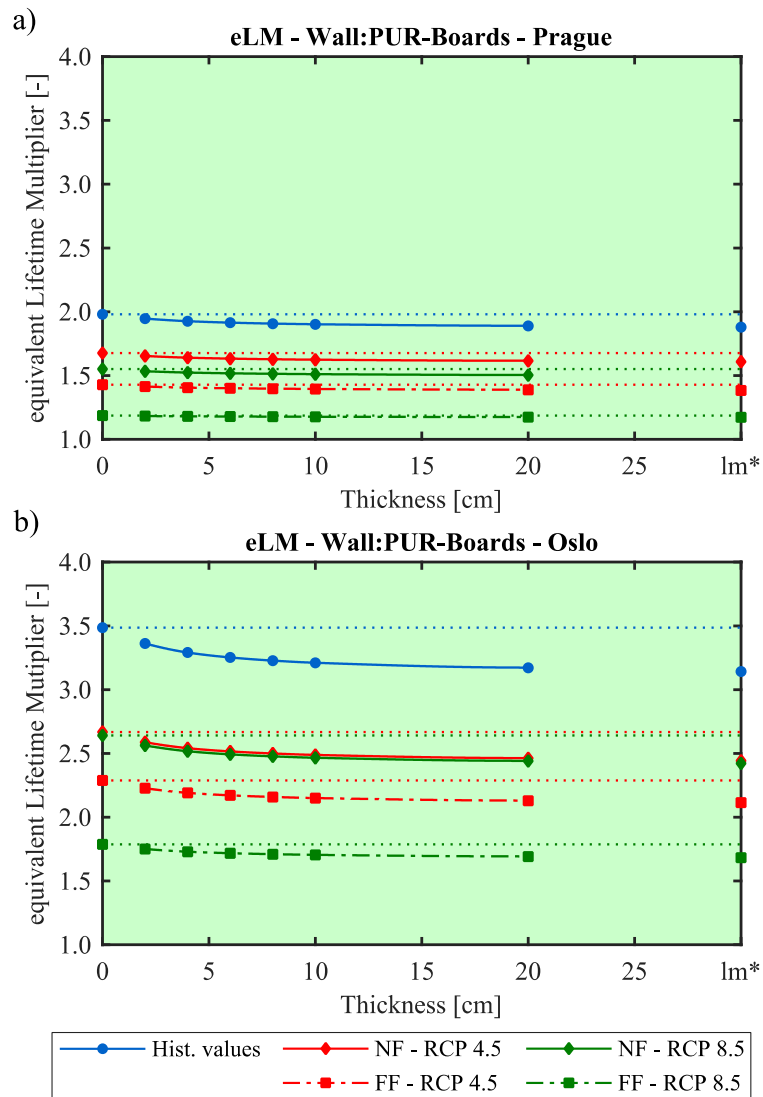 a)
eLM - Wall:PUR-Boards - Prague
equivalent Lifetime Multiplier [-]
4.0
3.5
3.0
2.5
2.0
1.5
1.0
0 5 10 15 20 25 lm*
Thickness [cm]
b)
eLM - Wall:PUR-Boards - Oslo
equivalent Lifetime Mutiplier [-]
4.0
3.5
3.0
2.5
2.0
1.5
1.0
0 5 10 15 20 25 lm*
Thickness [cm]
Hist. values NF - RCP 4.5 NF - RCP 8.5
FF - RCP 4.5 FF - RCP 8.5